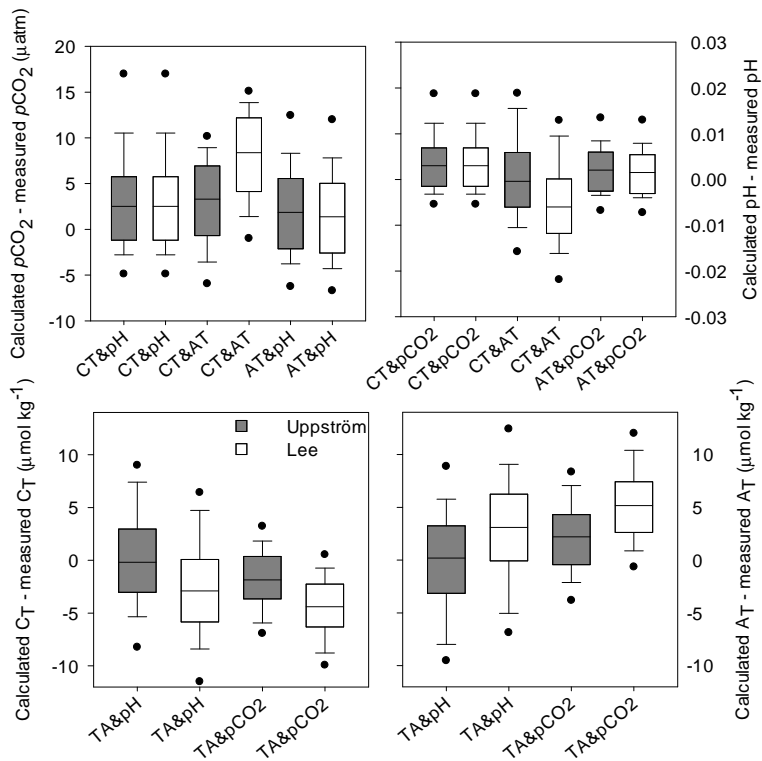 Calculated pCO2 - measured pCO2 (µatm)
20
15
10
5
0
-5
-10
CT&pH
CT&pH
CT&AT
CT&AT
AT&pH
AT&pH
0.03
0.02
0.01
0.00
-0.01
-0.02
-0.03
Calculated pH - measured pH
CT&pCO2
CT&pCO2
CT&AT
CT&AT
AT&pCO2
AT&pCO2
Calculated CT - measured CT (µmol kg-1)
10
5
0
-5
-10
Uppström
Lee
TA&pH
TA&pH
TA&pCO2
TA&pCO2
10
5
0
-5
-10
Calculated AT - measured AT (µmol kg-1)
TA&pH
TA&pH
TA&pCO2
TA&pCO2